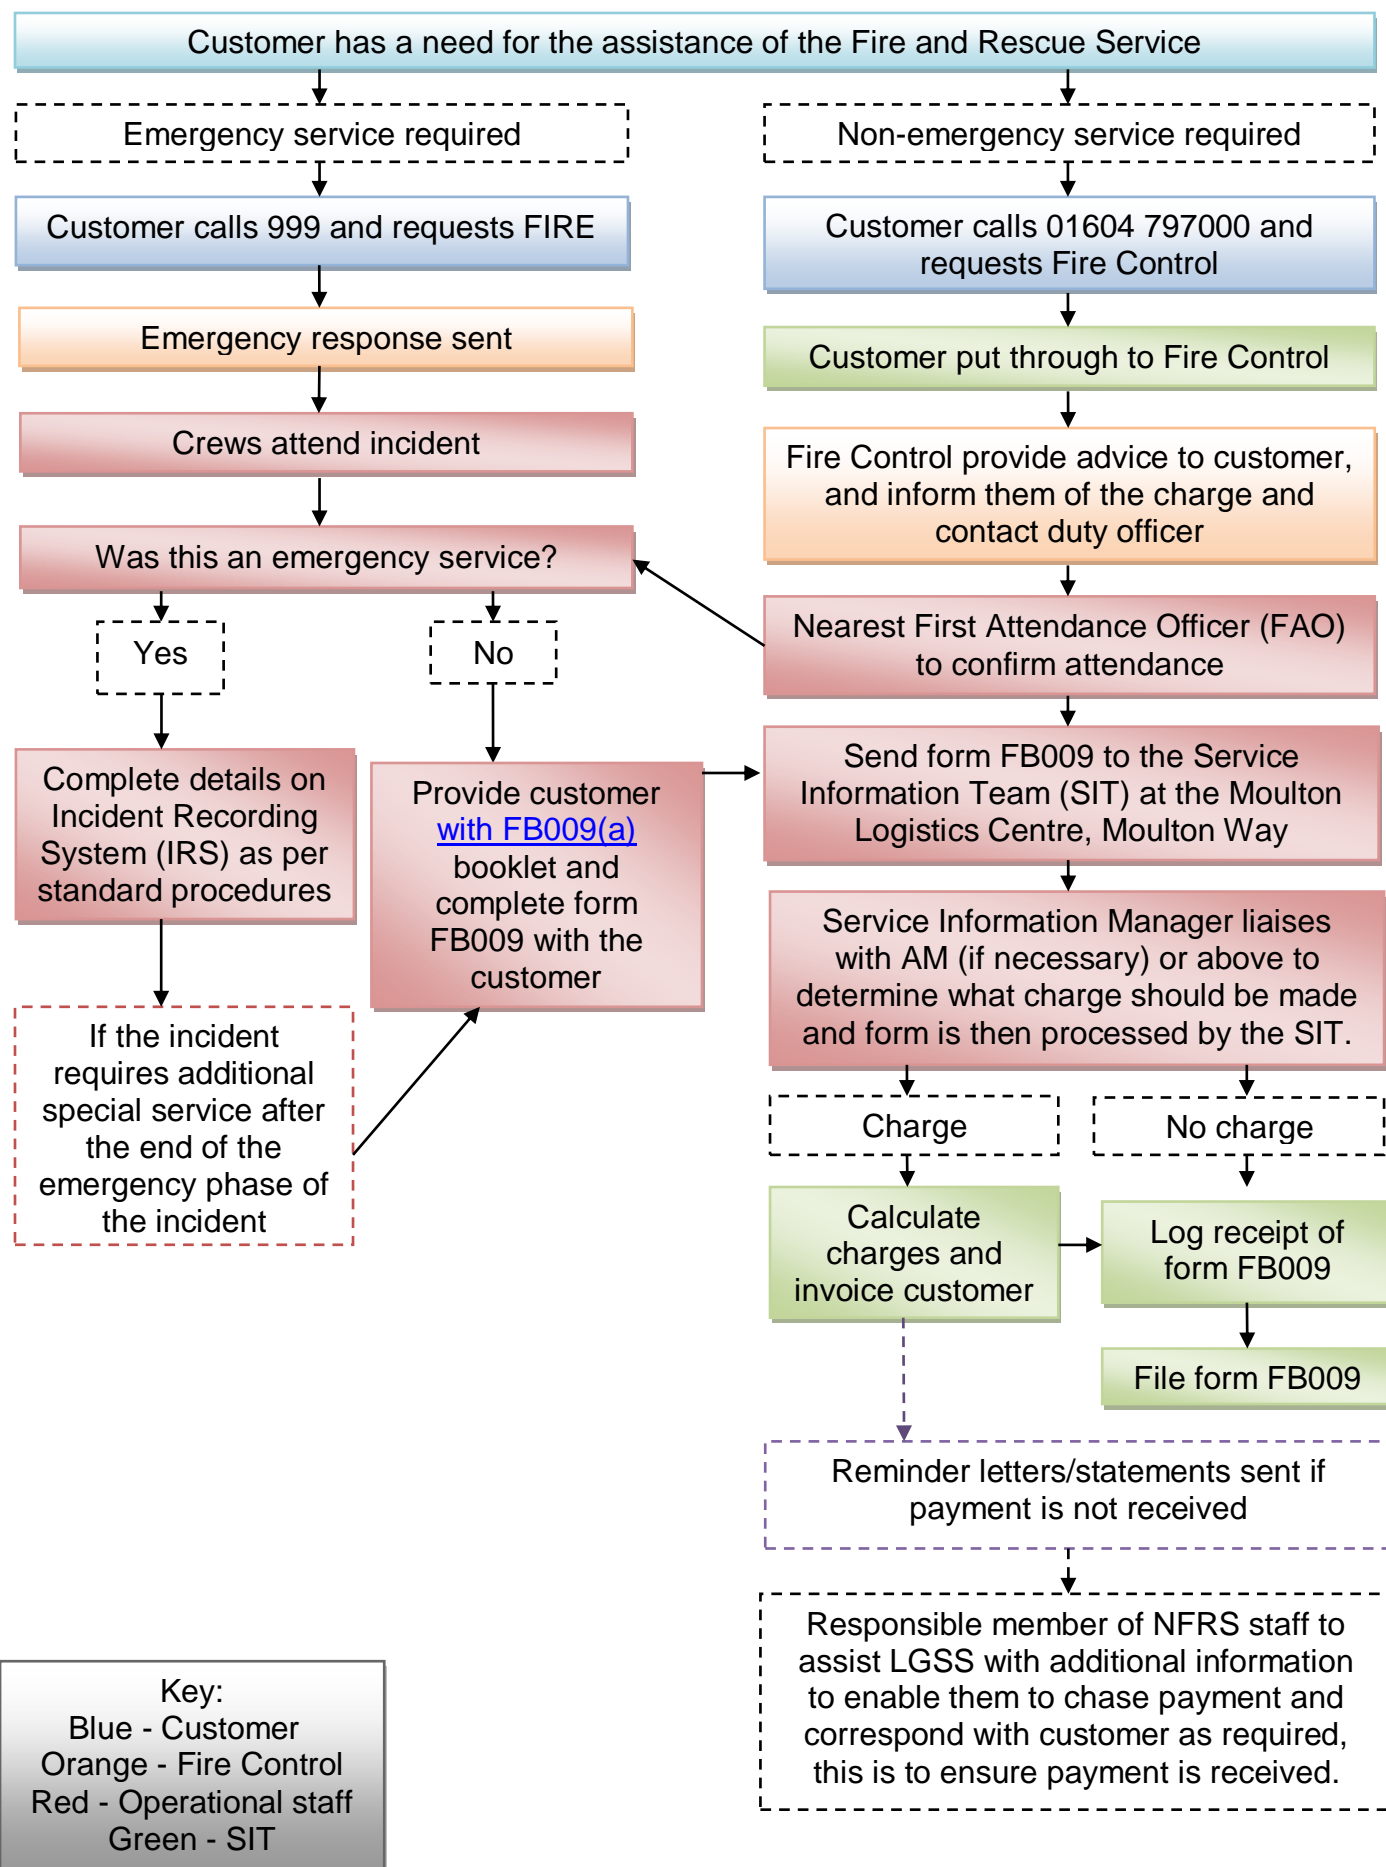 Customer has a need for the assistance of the Fire and Rescue Service
Emergency service required
Non-emergency service required
Customer calls 999 and requests FIRE
Customer calls 01604 797000 and
requests Fire Control
Emergency response sent
Customer put through to Fire Control
Crews attend incident
Fire Control provide advice to customer,
and inform them of the charge and
contact duty officer
Was this an emergency service?
Yes
No
Nearest First Attendance Officer (FAO)
to confirm attendance
Complete details on
Incident Recording
System (IRS) as per
standard procedures
Provide customer
with FB009(a)
booklet and
complete form
FB009 with the
customer
Send form FB009 to the Service
Information Team (SIT) at the Moulton
Logistics Centre, Moulton Way
Service Information Manager liaises
with AM (if necessary) or above to
determine what charge should be made
and form is then processed by the SIT.
If the incident
requires additional
special service after
the end of the
emergency phase of
the incident
Charge
No charge
Calculate
charges and
invoice customer
Log receipt of
form FB009
File form FB009
Reminder letters/statements sent if
payment is not received
Responsible member of NFRS staff to
assist LGSS with additional information
to enable them to chase payment and
correspond with customer as required,
this is to ensure payment is received.
Key:
Blue - Customer
Orange - Fire Control
Red - Operational staff
Green - SIT